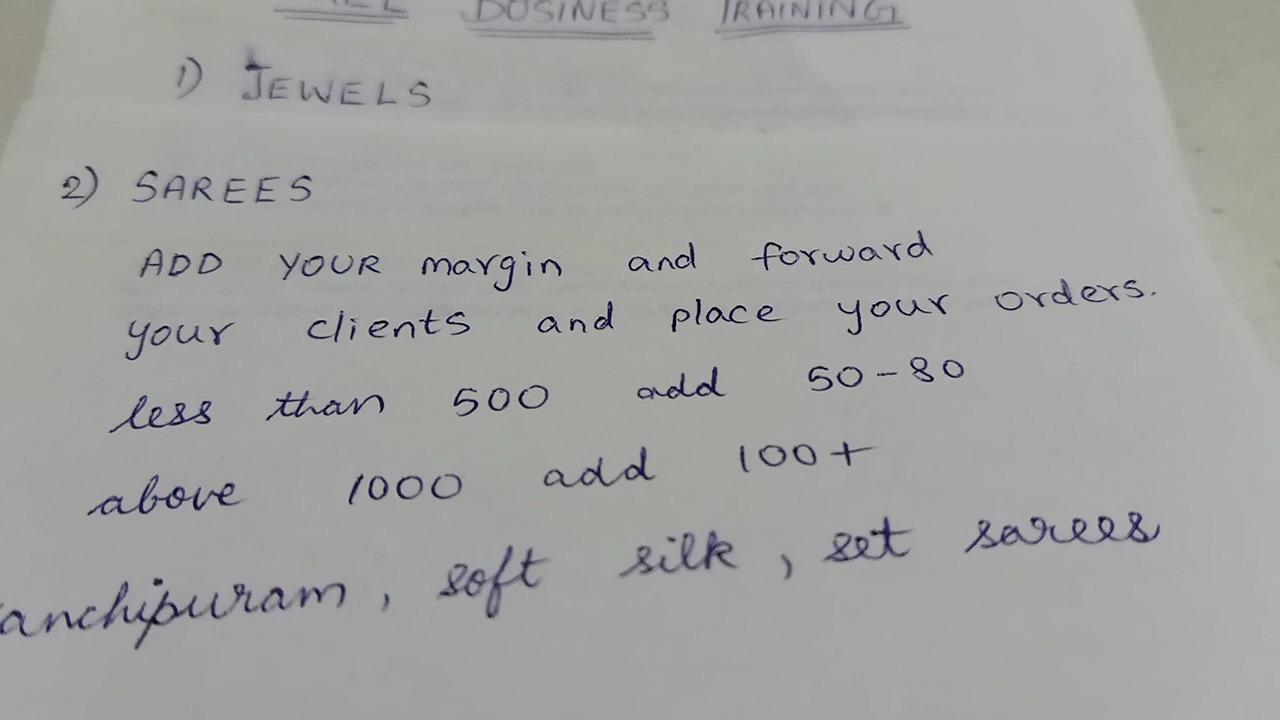 BUSINESS TRAINING
1) JEWELS
2) SAREES
ADD YOUR margin and forward
your clients and place your orders.
less than 500 add 50-80
above 1000 add 100+
anchipuram, soft silk, set sarees